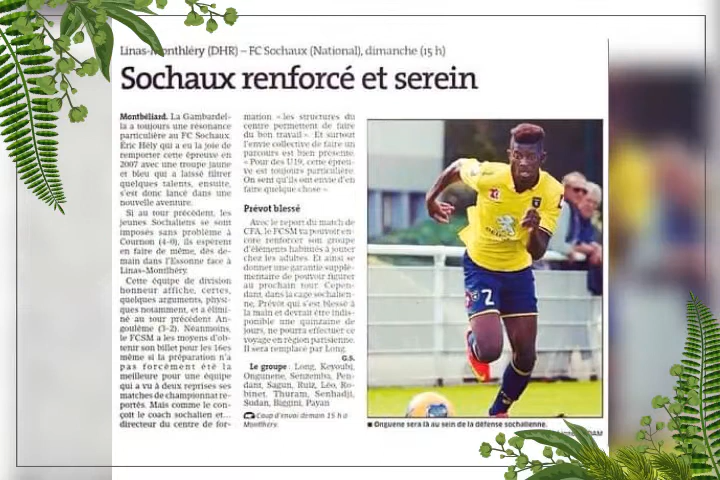 Linas-Monthléry (DHR) – FC Sochaux (National), dimanche (15 h)
Sochaux renforcé et serein
Montbéliard. La Gambardel-
la a toujours une résonance
particulière au FC Sochaux.
Éric Hély qui a eu la joie de
remporter cette épreuve en
2007 avec une troupe jaune
et bleu qui a laissé filtrer
quelques talents, ensuite,
s'est donc lancé dans une
nouvelle aventure.
Si au tour précédent, les
jeunes Sochaliens se sont
imposés sans problème à
Cournon (4-0), ils espèrent
en faire de même, dès de-
main dans l'Essonne face à
Linas-Montlhéry.
Cette équipe de division
honneur affiche, certes,
quelques arguments, physi-
ques notamment, et a élimi-
né au tour précédent An-
goulême (3-2). Néanmoins,
le FCSM a les moyens d'ob-
tenir son billet pour les 16es
même si la préparation n'a
pas forcément été la
meilleure pour une équipe
qui a vu à deux reprises ses
matches de championnat re-
portés. Mais comme le con-
çoit le coach sochalien et...
directeur du centre de for-
mation « les structures du
centre permettent de faire
du bon travail ». Et surtout
l'envie collective de faire un
parcours est bien présente.
« Pour des U19, cette épreu-
ve est toujours particulière.
On sent qu'ils ont envie d'en
faire quelque chose »
Prévot blessé
Avec le report du match de
CFA, le FCSM va pouvoir en-
core renforcer son groupe
d'éléments habitués à jouer
chez les adultes. Et ainsi se
donner une garantie supplé-
mentaire de pouvoir figurer
au prochain tour. Cepen-
dant, dans la cage sochalien-
ne, Prévot qui s'est blessé à
la main et devrait être indis-
ponible une quinzaine de
jours, ne pourra effectuer ce
voyage en région parisienne.
Il sera remplacé par Long.
G.S.
Le groupe : Long, Keyoubi,
Ongunene, Senzemba, Pen-
dant, Sagun, Ruiz, Léo, Ro-
binet, Thuram, Senhadji,
Sodan, Biggini, Payan
Coup d'envoi demain 15 h à
Montlhéry.
2
Onguene sera là au sein de la défense sochalienne.